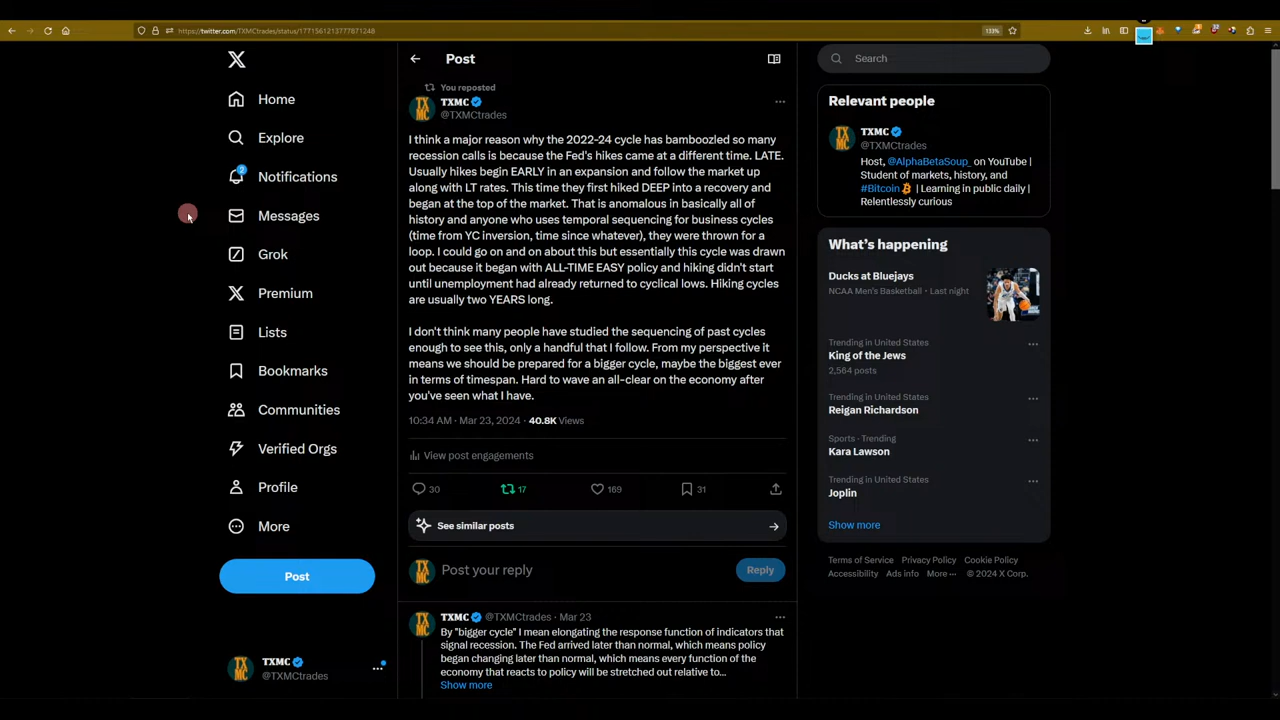 https://twitter.com/TXMCtrades/status/1771561213777871248
133%
Home
Explore
2
Notifications
Messages
Grok
Premium
Lists
Bookmarks
Communities
Verified Orgs
Profile
More
Post
TXMC
@TXMCtrades
Post
You reposted
TXMC
@TXMCtrades
I think a major reason why the 2022-24 cycle has bamboozled so many
recession calls is because the Fed's hikes came at a different time. LATE.
Usually hikes begin EARLY in an expansion and follow the market up
along with LT rates. This time they first hiked DEEP into a recovery and
began at the top of the market. That is anomalous in basically all of
history and anyone who uses temporal sequencing for business cycles
(time from YC inversion, time since whatever), they were thrown for a
loop. I could go on and on about this but essentially this cycle was drawn
out because it began with ALL-TIME EASY policy and hiking didn't start
until unemployment had already returned to cyclical lows. Hiking cycles
are usually two YEARS long.
I don't think many people have studied the sequencing of past cycles
enough to see this, only a handful that I follow. From my perspective it
means we should be prepared for a bigger cycle, maybe the biggest ever
in terms of timespan. Hard to wave an all-clear on the economy after
you've seen what I have.
10:34 AM · Mar 23, 2024 · 40.8K Views
View post engagements
30 17 169 31
See similar posts
TXMC
Post your reply
Reply
TXMC @TXMCtrades · Mar 23
By "bigger cycle" I mean elongating the response function of indicators that
signal recession. The Fed arrived later than normal, which means policy
began changing later than normal, which means every function of the
economy that reacts to policy will be stretched out relative to...
Show more
Search
Relevant people
TXMC
@TXMCtrades
Host, @AlphaBetaSoup_ on YouTube |
Student of markets, history, and
#Bitcoin | Learning in public daily |
Relentlessly curious
What's happening
Ducks at Bluejays
NCAA Men's Basketball · Last night
Trending in United States
King of the Jews
2,564 posts
Trending in United States
Reigan Richardson
Sports · Trending
Kara Lawson
Trending in United States
Joplin
Show more
Terms of Service Privacy Policy Cookie Policy
Accessibility Ads info More ··· © 2024 X Corp.